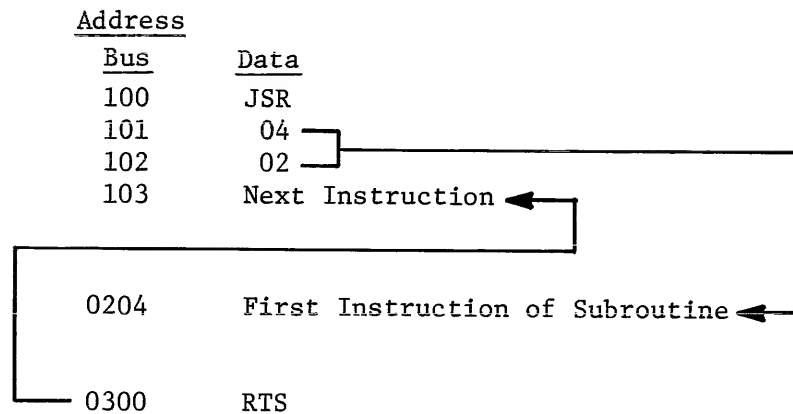 Address
Bus Data
100 JSR
101 04
102 02
103 Next Instruction
0204 First Instruction of Subroutine
0300 RTS